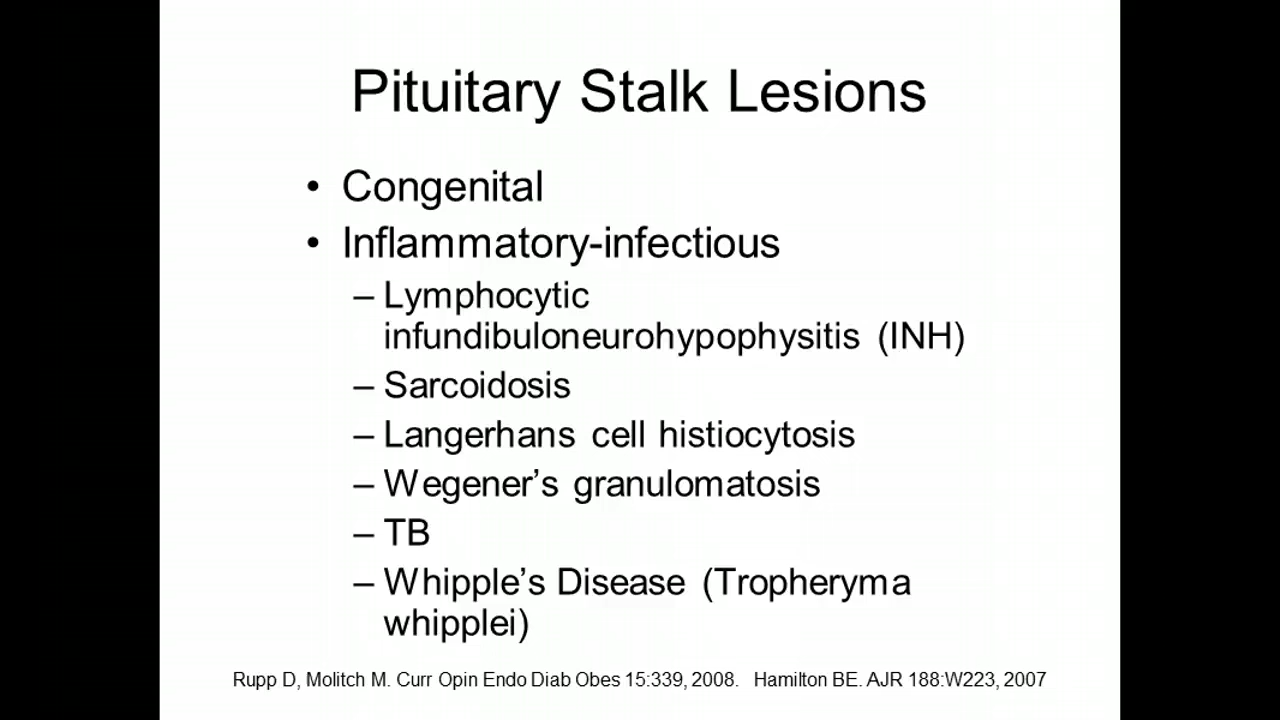 Pituitary Stalk Lesions
• Congenital
• Inflammatory-infectious
– Lymphocytic
infundibuloneurohypophysitis (INH)
– Sarcoidosis
– Langerhans cell histiocytosis
– Wegener’s granulomatosis
– TB
– Whipple’s Disease (Tropheryma
whipplei)
Rupp D, Molitch M. Curr Opin Endo Diab Obes 15:339, 2008. Hamilton BE. AJR 188:W223, 2007